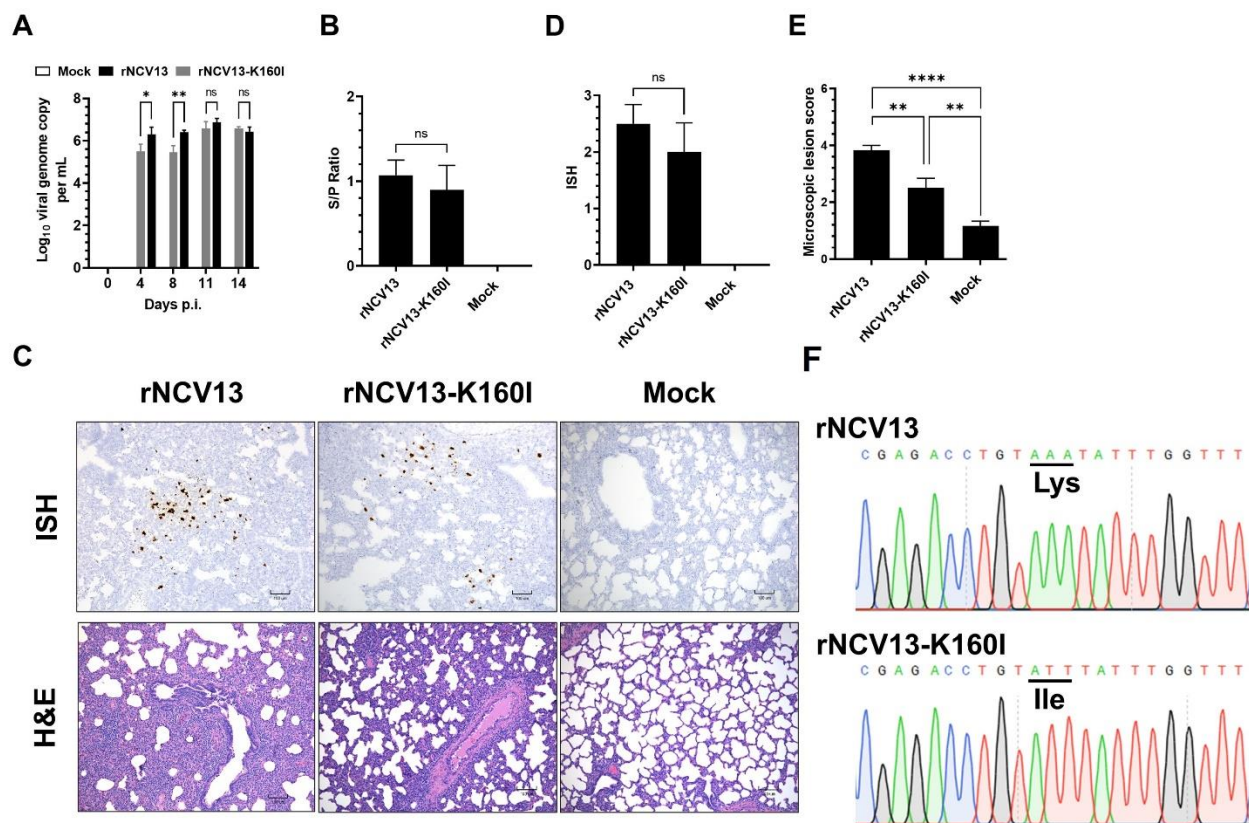 A
Mock rNCV13 rNCV13-K160I
Log10 viral genome copy
per mL
8
6
4
2
0
* ** ns ns
0 4 8 11 14
Days p.i.
B
S/P Ratio
2
1
0
ns
rNCV13
rNCV13-K160I
Mock
D
ISH
3
2
1
0
ns
rNCV13
rNCV13-K160I
Mock
E
Microscopic lesion score
6
4
2
0
****
** **
rNCV13
rNCV13-K160I
Mock
C
rNCV13 rNCV13-K160I Mock
ISH
H&E
F
rNCV13
C G A G A C C T G T A A A T A T T T G G T T T
Lys
rNCV13-K160I
C G A G A C C T G T A T T T A T T T G G T T T
Ile